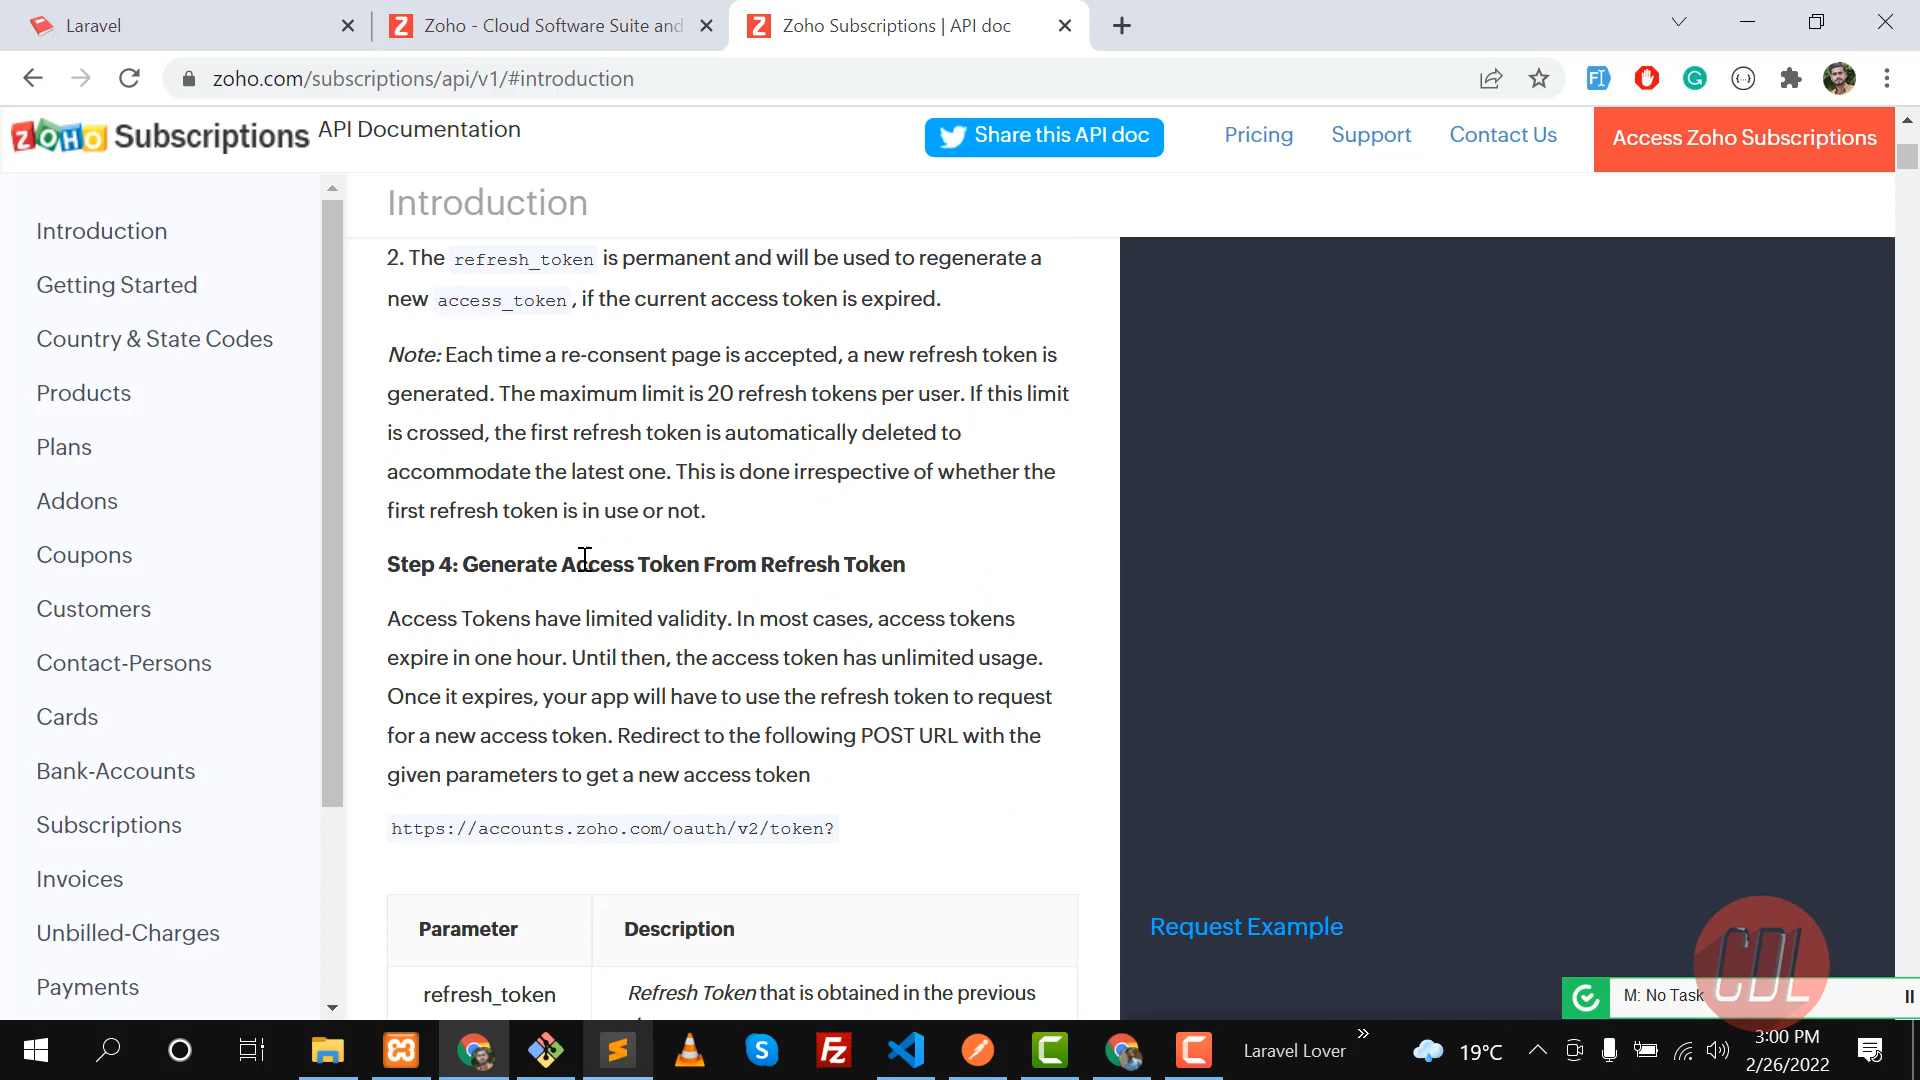 Laravel
Zoho - Cloud Software Suite and
Zoho Subscriptions | API doc
zoho.com/subscriptions/api/v1/#introduction
ZOHO Subscriptions API Documentation
Share this API doc
Pricing
Support
Contact Us
Access Zoho Subscriptions
Introduction
Getting Started
Country & State Codes
Products
Plans
Addons
Coupons
Customers
Contact-Persons
Cards
Bank-Accounts
Subscriptions
Invoices
Unbilled-Charges
Payments
Introduction
2. The refresh_token is permanent and will be used to regenerate a
new access_token, if the current access token is expired.
Note: Each time a re-consent page is accepted, a new refresh token is
generated. The maximum limit is 20 refresh tokens per user. If this limit
is crossed, the first refresh token is automatically deleted to
accommodate the latest one. This is done irrespective of whether the
first refresh token is in use or not.
Step 4: Generate Access Token From Refresh Token
Access Tokens have limited validity. In most cases, access tokens
expire in one hour. Until then, the access token has unlimited usage.
Once it expires, your app will have to use the refresh token to request
for a new access token. Redirect to the following POST URL with the
given parameters to get a new access token
https://accounts.zoho.com/oauth/v2/token?
Parameter Description
refresh_token Refresh Token that is obtained in the previous
Request Example
CDL
M: No Task
Laravel Lover
19°C
3:00 PM
2/26/2022